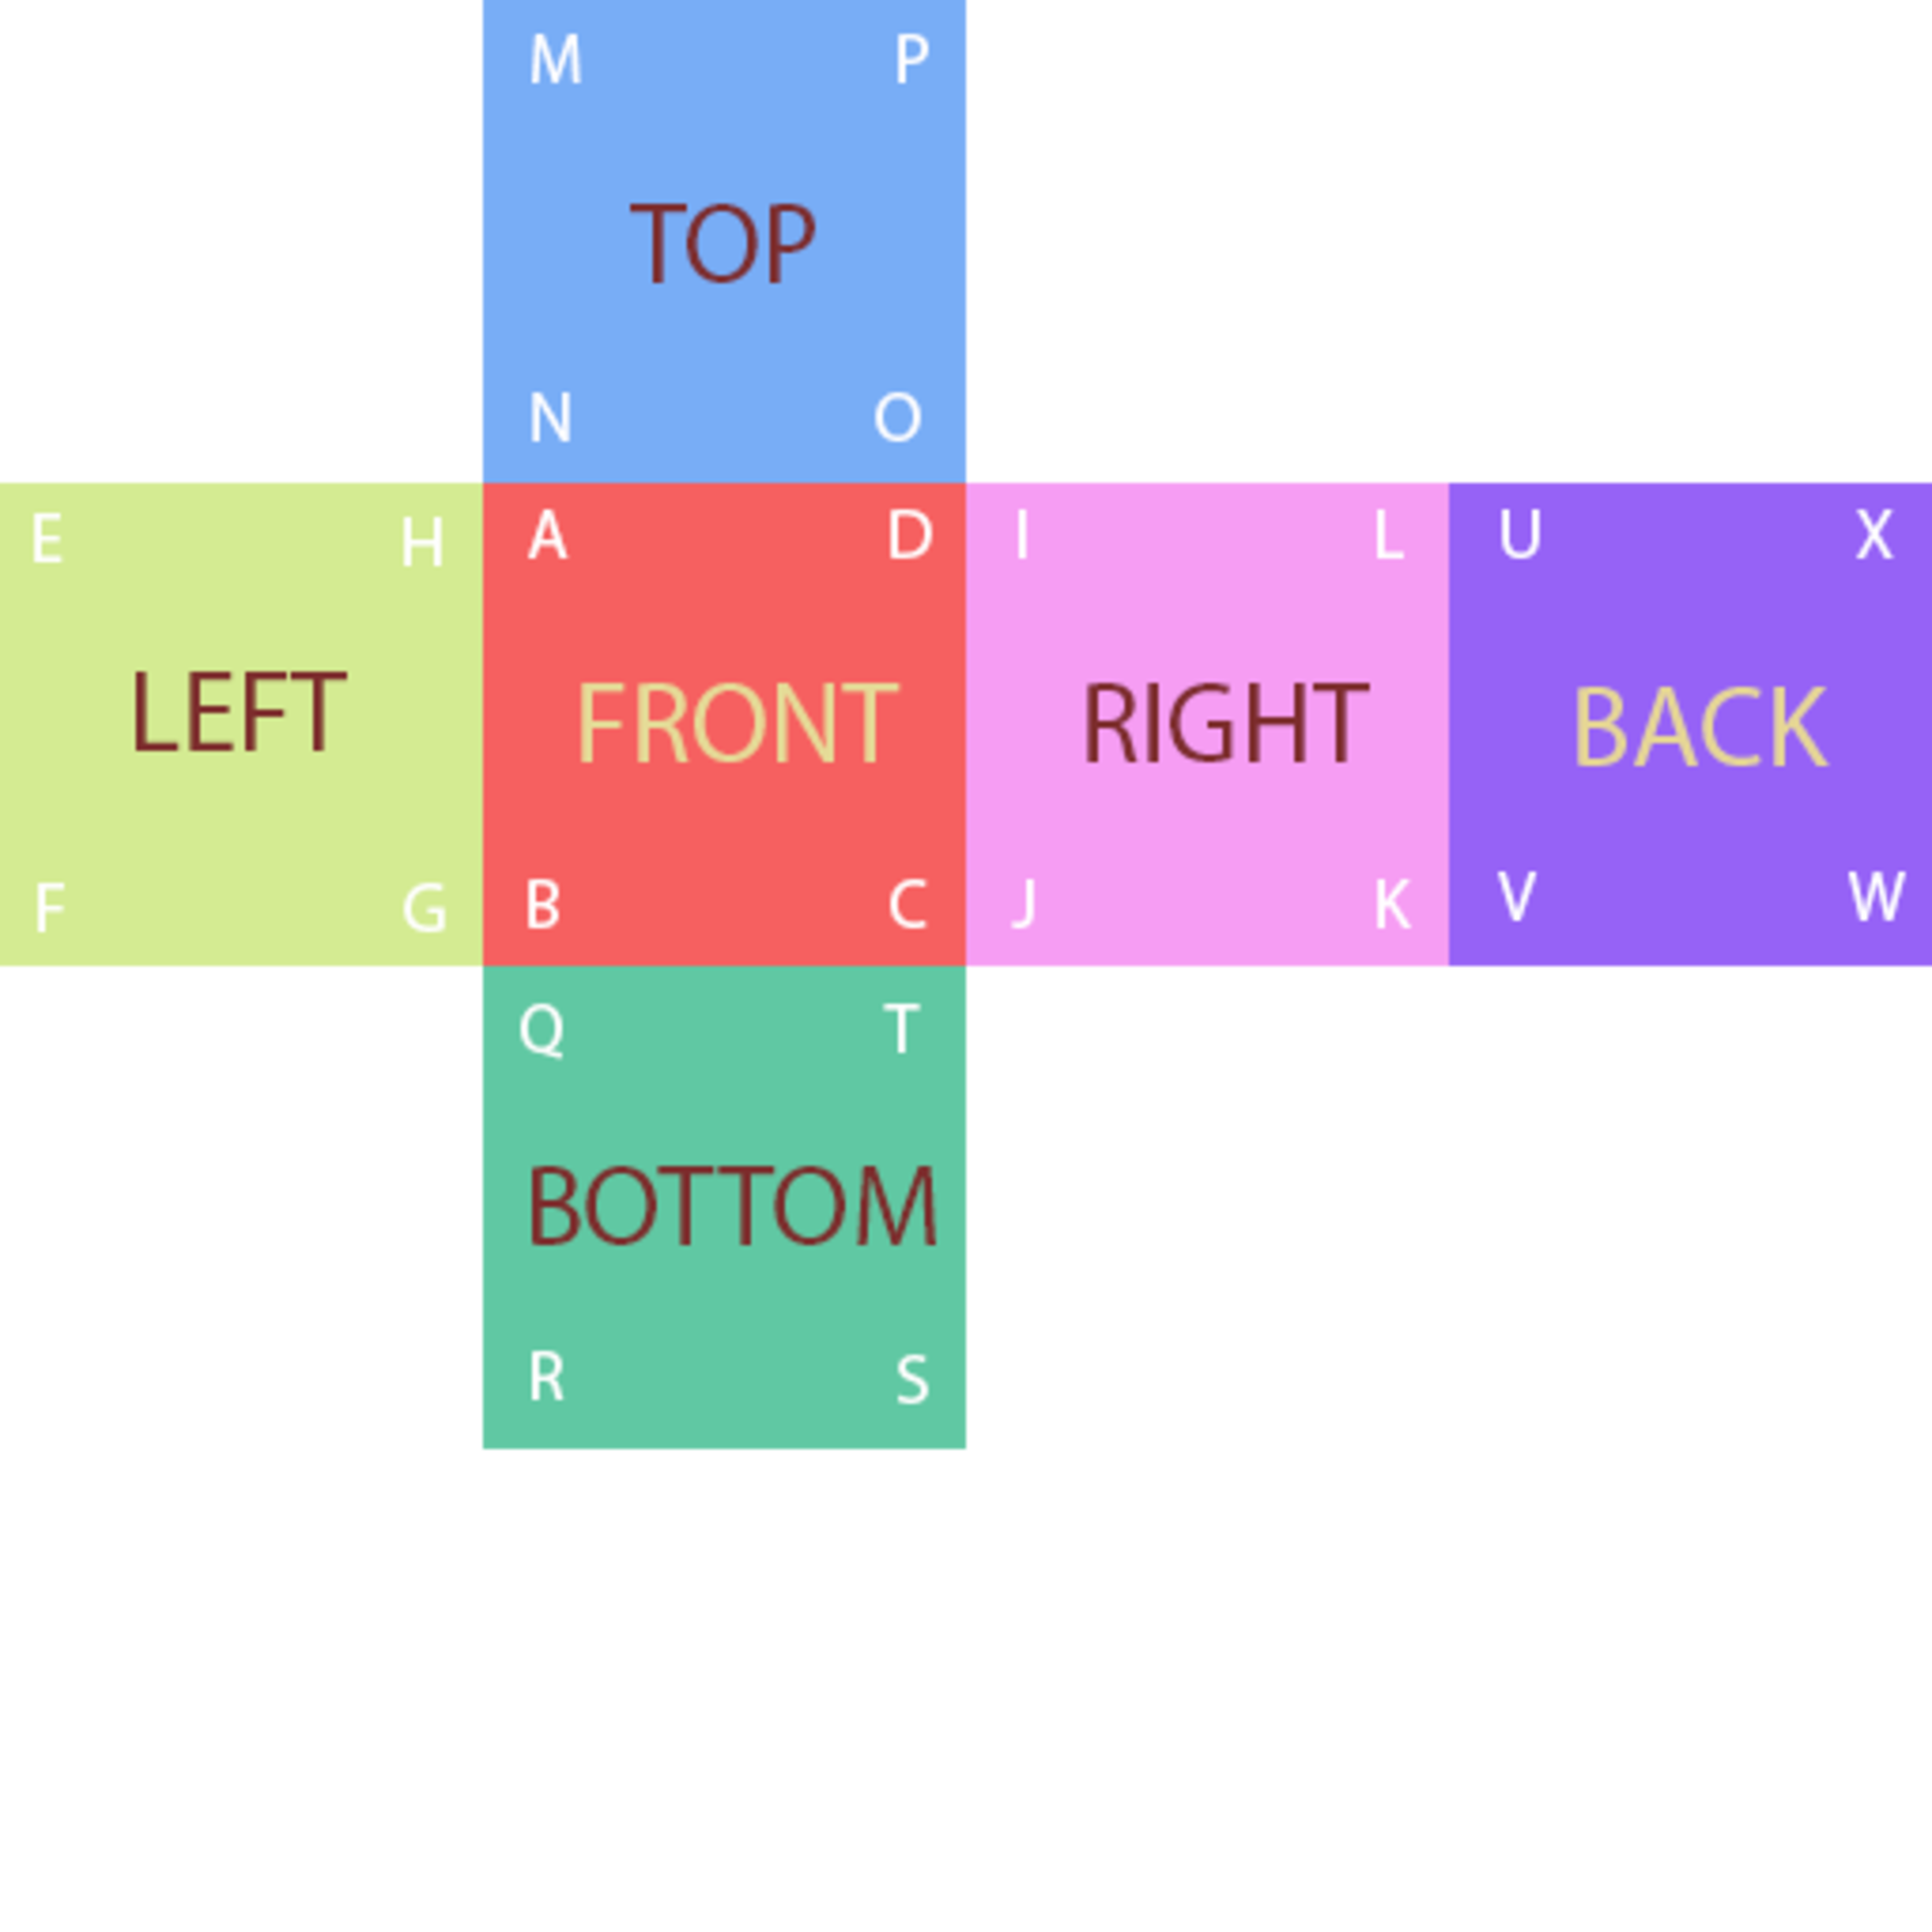 M P
TOP
N O
E H A D I L U X
LEFT FRONT RIGHT BACK
F G B C J K V W
Q T
BOTTOM
R S